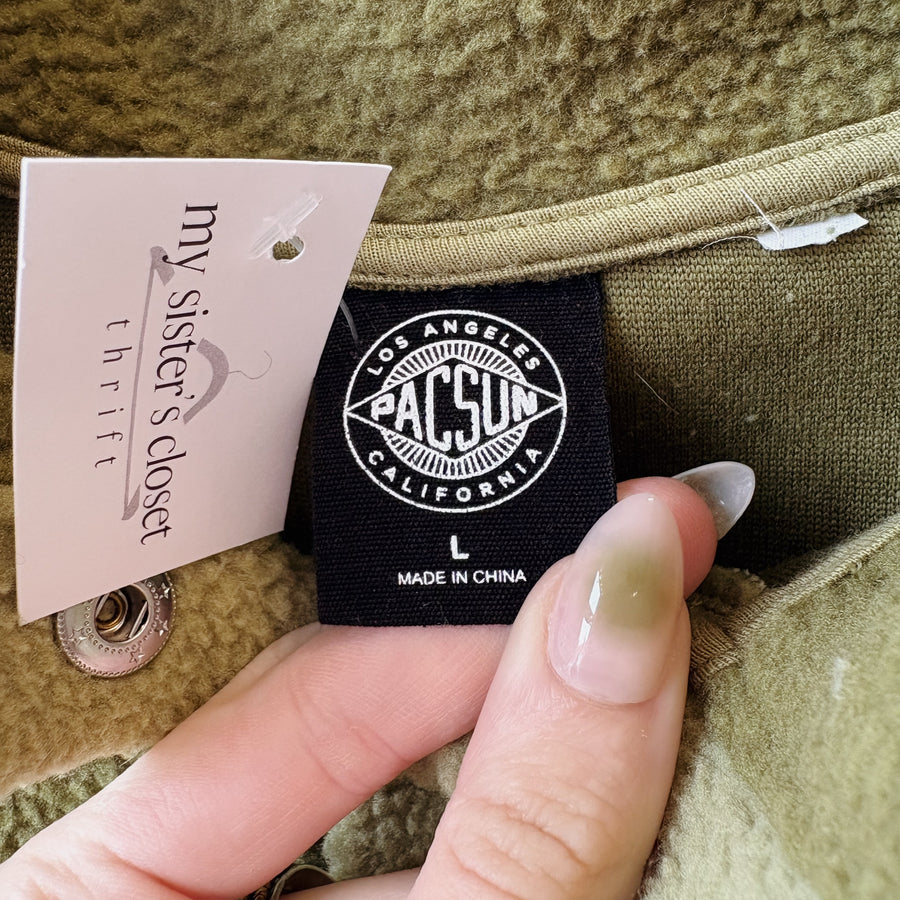 my sister's closet
thrift
LOS ANGELES
PACSUN
CALIFORNIA
L
MADE IN CHINA